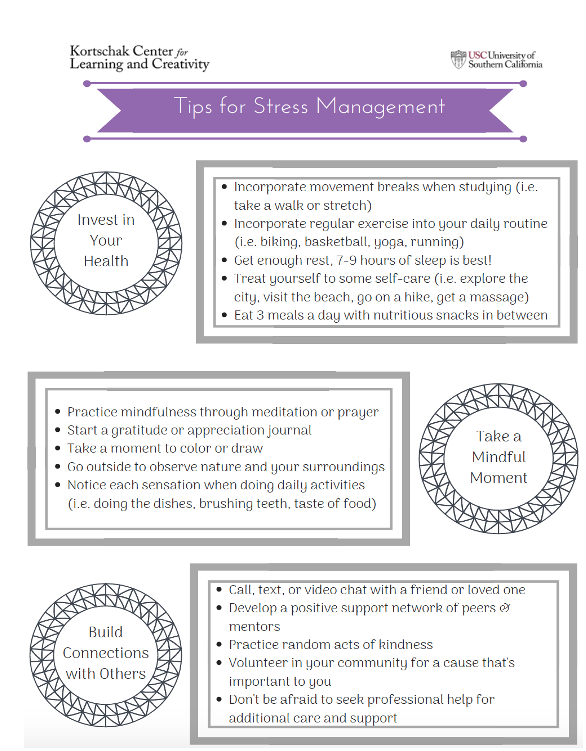 Kortschak Center for
Learning and Creativity
USC University of
Southern California
Tips for Stress Management
Invest in
Your
Health
• Incorporate movement breaks when studying (i.e.
take a walk or stretch)
• Incorporate regular exercise into your daily routine
(i.e. biking, basketball, yoga, running)
• Get enough rest, 7-9 hours of sleep is best!
• Treat yourself to some self-care (i.e. explore the
city, visit the beach, go on a hike, get a massage)
• Eat 3 meals a day with nutritious snacks in between
• Practice mindfulness through meditation or prayer
• Start a gratitude or appreciation journal
• Take a moment to color or draw
• Go outside to observe nature and your surroundings
• Notice each sensation when doing daily activities
(i.e. doing the dishes, brushing teeth, taste of food)
Take a
Mindful
Moment
Build
Connections
with Others
• Call, text, or video chat with a friend or loved one
• Develop a positive support network of peers &
mentors
• Practice random acts of kindness
• Volunteer in your community for a cause that's
important to you
• Don't be afraid to seek professional help for
additional care and support